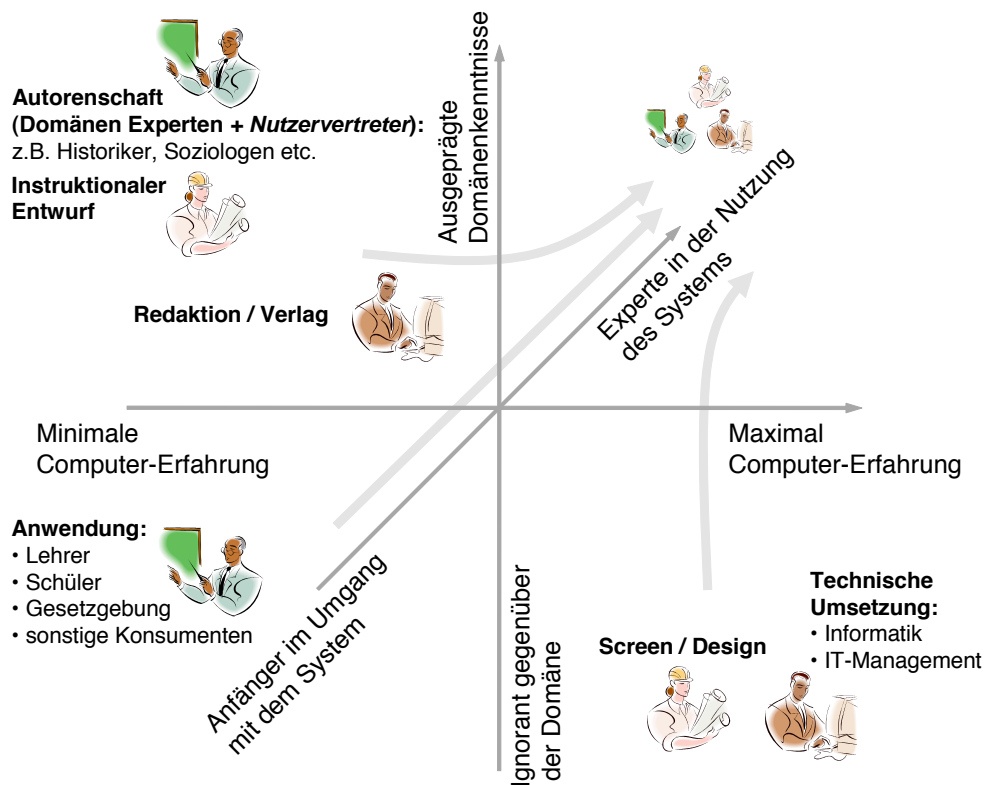 Autorenschaft
(Domänen Experten + Nutzervertreter):
z.B. Historiker, Soziologen etc.
Instruktionaler
Entwurf
Redaktion / Verlag
Ausgeprägte
Domänenkenntnisse
Experte in der Nutzung
des Systems
Minimale
Computer-Erfahrung
Maximal
Computer-Erfahrung
Anwendung:
• Lehrer
• Schüler
• Gesetzgebung
• sonstige Konsumenten
Anfänger im Umgang
mit dem System
Ignorant gegenüber
der Domäne
Screen / Design
Technische
Umsetzung:
• Informatik
• IT-Management